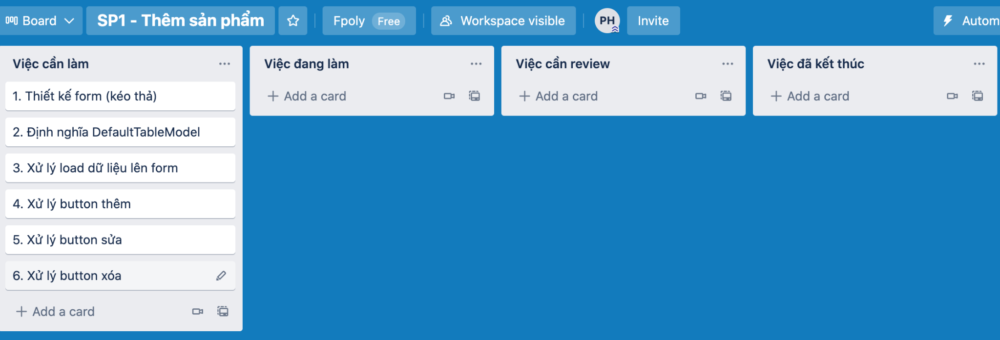 Board
SP1 - Thêm sản phẩm
Fpoly Free
Workspace visible
PH
Invite
Autom
Việc cần làm
1. Thiết kế form (kéo thả)
2. Định nghĩa DefaultTableModel
3. Xử lý load dữ liệu lên form
4. Xử lý button thêm
5. Xử lý button sửa
6. Xử lý button xóa
Add a card
Việc đang làm
Add a card
Việc cần review
Add a card
Việc đã kết thúc
Add a card